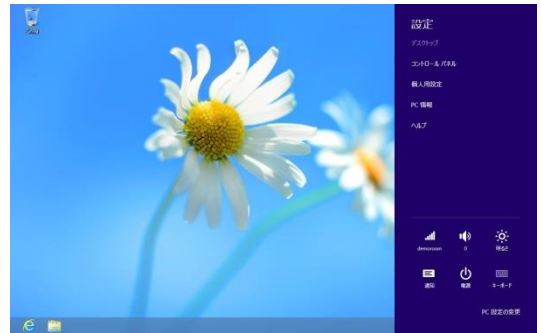 設定
デスクトップ
コントロール パネル
個人用設定
PC 情報
ヘルプ
demoroom
0
明るさ
通知
電源
キーボード
PC 設定の変更